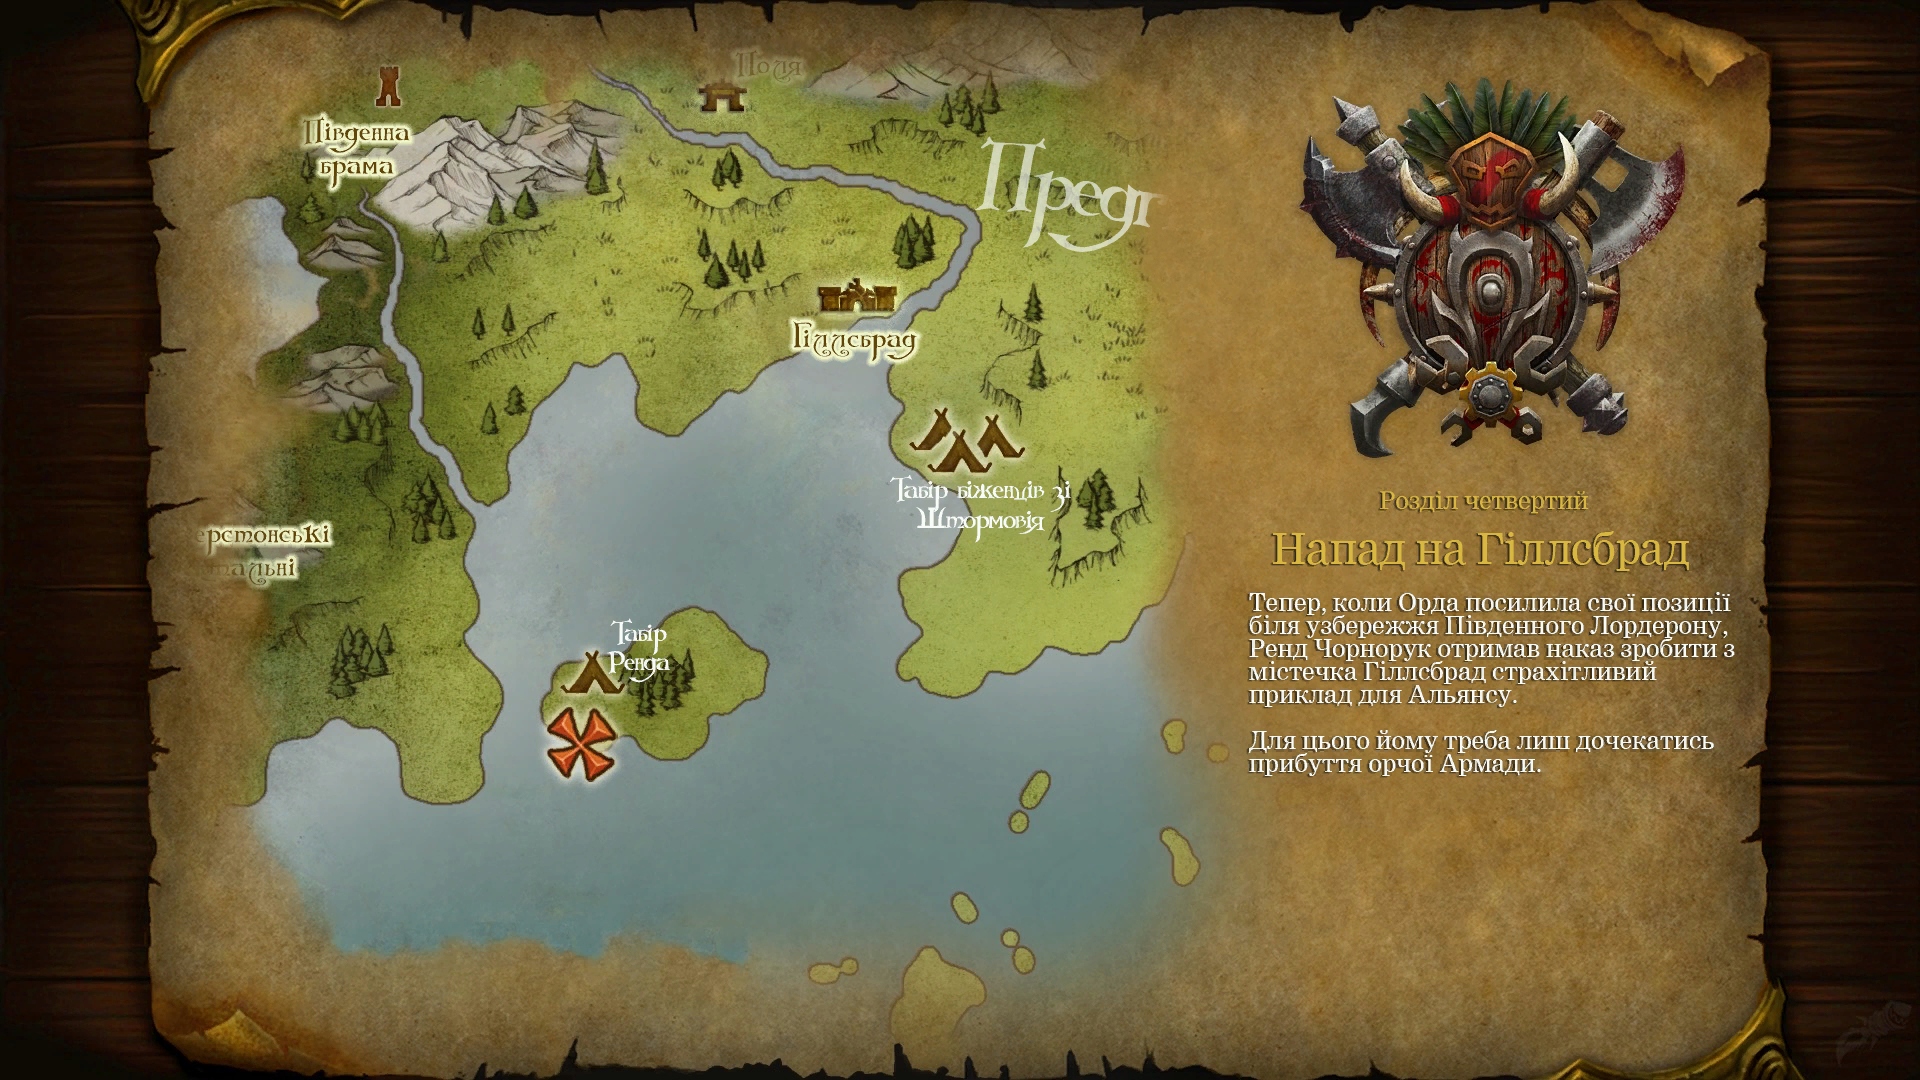 Поля
Південна
брама
Гіллсбрад
Табір біженців зі
Штормовія
Табір
Ренда
Розділ четвертий
Напад на Гіллсбрад
Тепер, коли Орда посилила свої позиції
біля узбережжя Південного Лордерону,
Ренд Чорнорук отримав наказ зробити з
містечка Гіллсбрад страхітливий
приклад для Альянсу.
Для цього йому треба лиш дочекатись
прибуття орчої Армади.